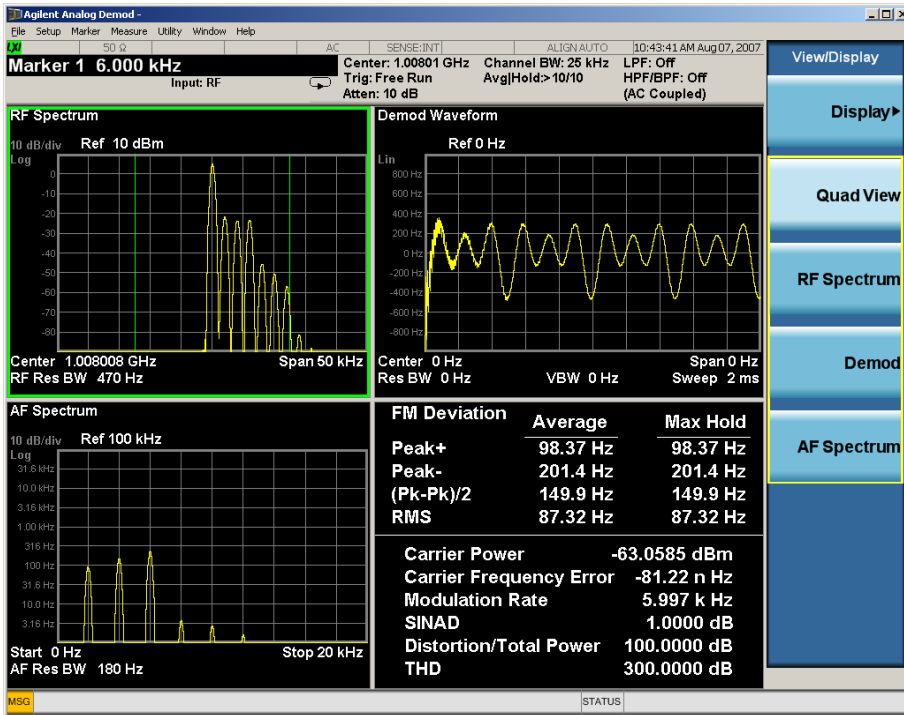 Agilent Analog Demod -
File Setup Marker Measure Utility Window Help
LXI 50 Ω AC SENSE:INT ALIGN AUTO 10:43:41 AM Aug 07, 2007
Marker 1 6.000 kHz
Input: RF
Center: 1.00801 GHz Channel BW: 25 kHz LPF: Off
Trig: Free Run Avg|Hold:>10/10 HPF/BPF: Off
Atten: 10 dB (AC Coupled)
View/Display
Display
Quad View
RF Spectrum
Demod
AF Spectrum
RF Spectrum
10 dB/div Ref 10 dBm
Log
0
-10
-20
-30
-40
-50
-60
-70
-80
Center 1.008008 GHz Span 50 kHz
RF Res BW 470 Hz
Demod Waveform
Ref 0 Hz
Lin
800 Hz
600 Hz
400 Hz
200 Hz
0 Hz
-200 Hz
-400 Hz
-600 Hz
-800 Hz
Center 0 Hz Span 0 Hz
Res BW 0 Hz VBW 0 Hz Sweep 2 ms
AF Spectrum
10 dB/div Ref 100 kHz
Log
31.6 kHz
10.0 kHz
3.16 kHz
1.00 kHz
316 Hz
100 Hz
31.6 Hz
10.0 Hz
3.16 Hz
Start 0 Hz Stop 20 kHz
AF Res BW 180 Hz
FM Deviation Average Max Hold
Peak+ 98.37 Hz 98.37 Hz
Peak- 201.4 Hz 201.4 Hz
(Pk-Pk)/2 149.9 Hz 149.9 Hz
RMS 87.32 Hz 87.32 Hz
Carrier Power -63.0585 dBm
Carrier Frequency Error -81.22 n Hz
Modulation Rate 5.997 k Hz
SINAD 1.0000 dB
Distortion/Total Power 100.0000 dB
THD 300.0000 dB
MSG STATUS